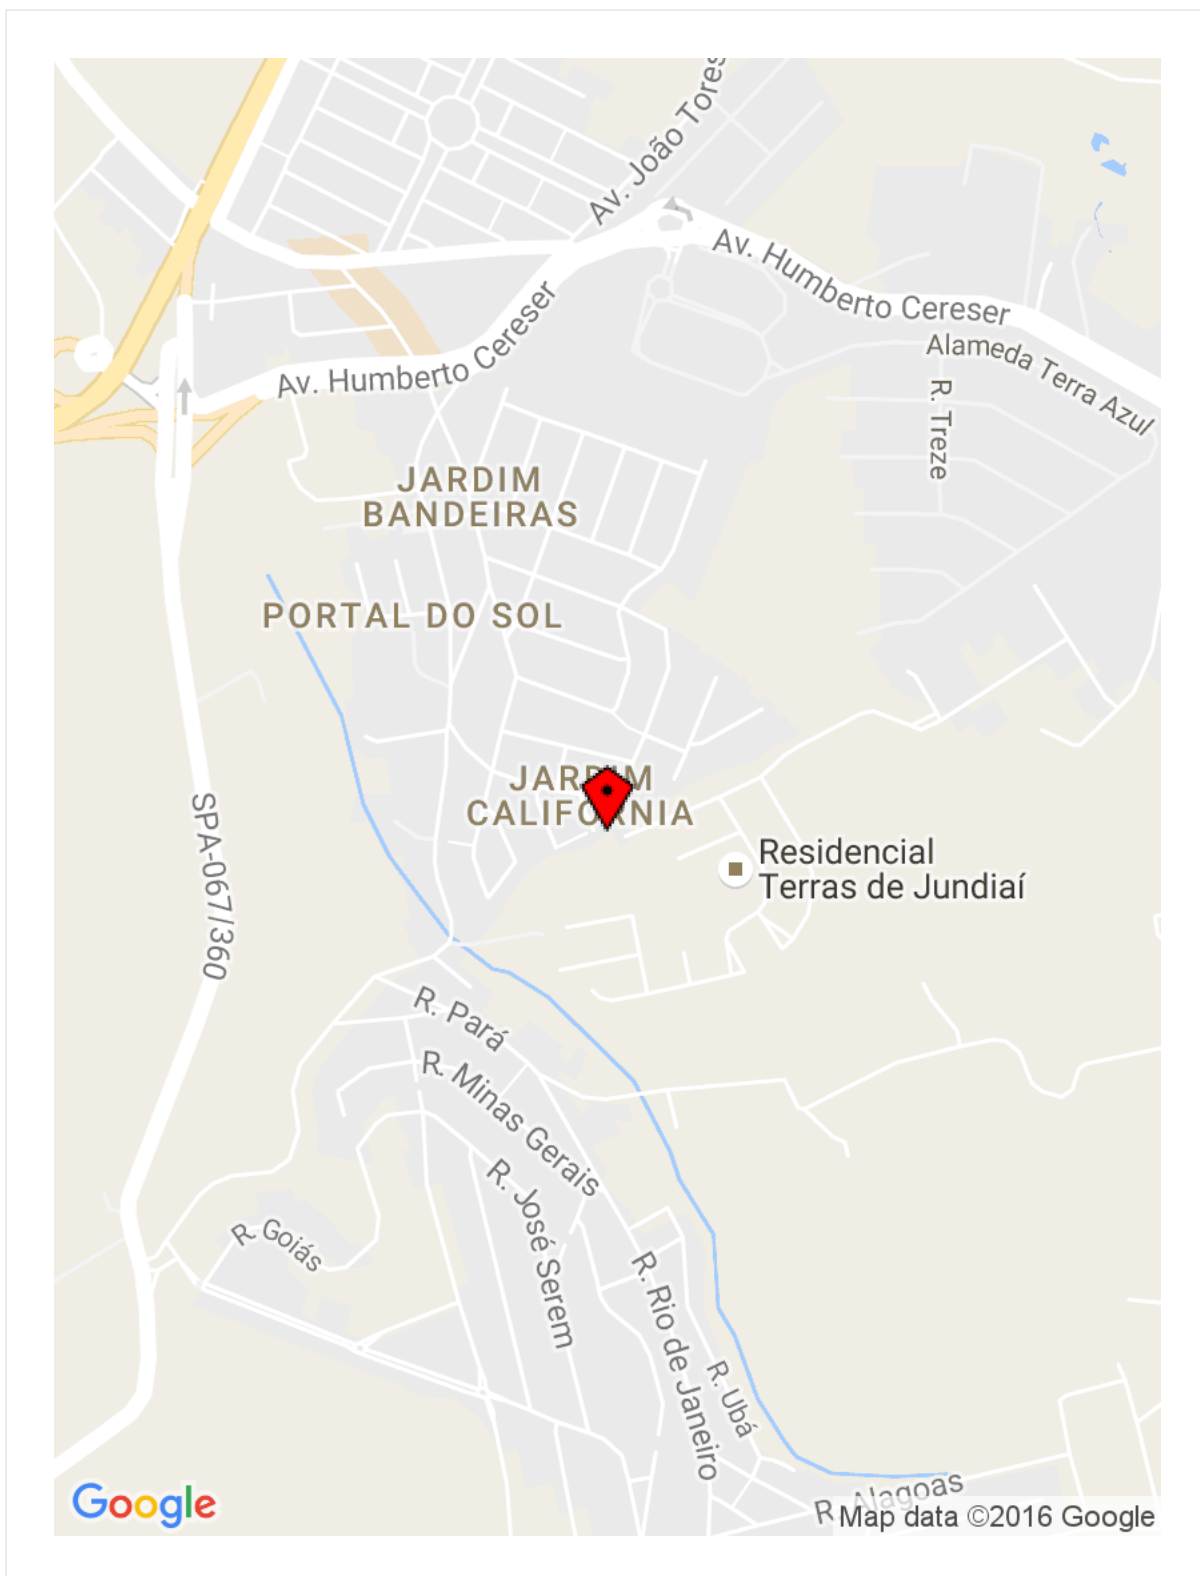 Av. João Tores
Av. Humberto Cereser
Av. Humberto Cereser
Alameda Terra Azul
R. Treze
JARDIM
BANDEIRAS
PORTAL DO SOL
JARDIM
CALIFORNIA
SPA-067/360
Residencial
Terras de Jundiaí
R. Pará
R. Minas Gerais
R. José Serem
R. Goiás
R. Rio de Janeiro
R. Ubá
R. Alagoas
Google
Map data ©2016 Google